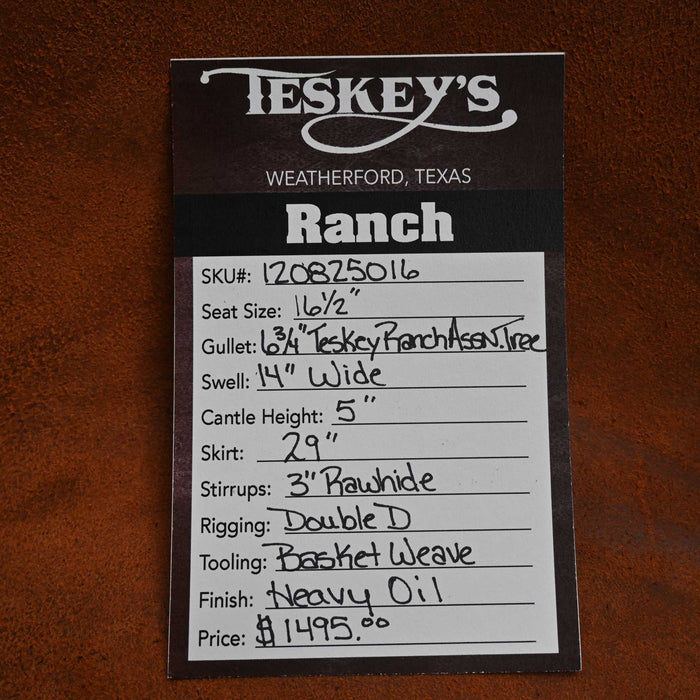 TESKEY'S
WEATHERFORD, TEXAS
Ranch
SKU#: 120825016
Seat Size: 16½"
Gullet: 6¾" Teskey Ranch Assn. Tree
Swell: 14" Wide
Cantle Height: 5"
Skirt: 29"
Stirrups: 3" Rawhide
Rigging: Double D
Tooling: Basket Weave
Finish: Heavy Oil
Price: $1495.00